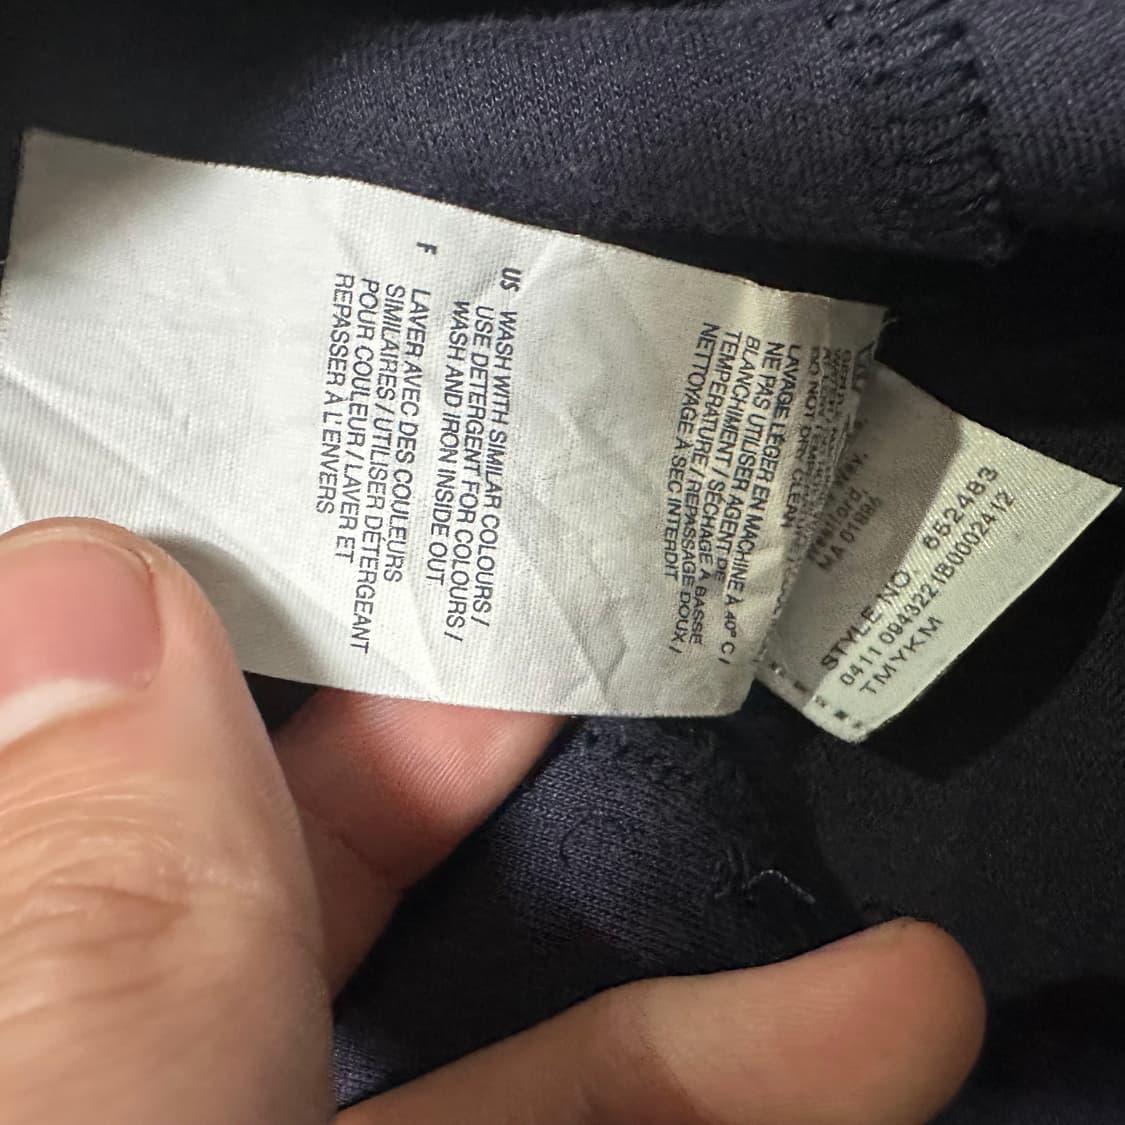 US WASH WITH SIMILAR COLOURS /
USE DETERGENT FOR COLOURS /
WASH AND IRON INSIDE OUT
F LAVER AVEC DES COULEURS
SIMILAIRES / UTILISER DÉTERGEANT
POUR COULEUR / LAVER ET
REPASSER À L'ENVERS
DO NOT DRY CLEAN
LAVAGE LÉGER EN MACHINE À 40° C /
NE PAS UTILISER AGENT DE
BLANCHIMENT / SÉCHAGE À BASSE
TEMPÉRATURE / REPASSAGE DOUX /
NETTOYAGE À SEC INTERDIT
MA 01886
STYLE NO. 652483
TMYKM